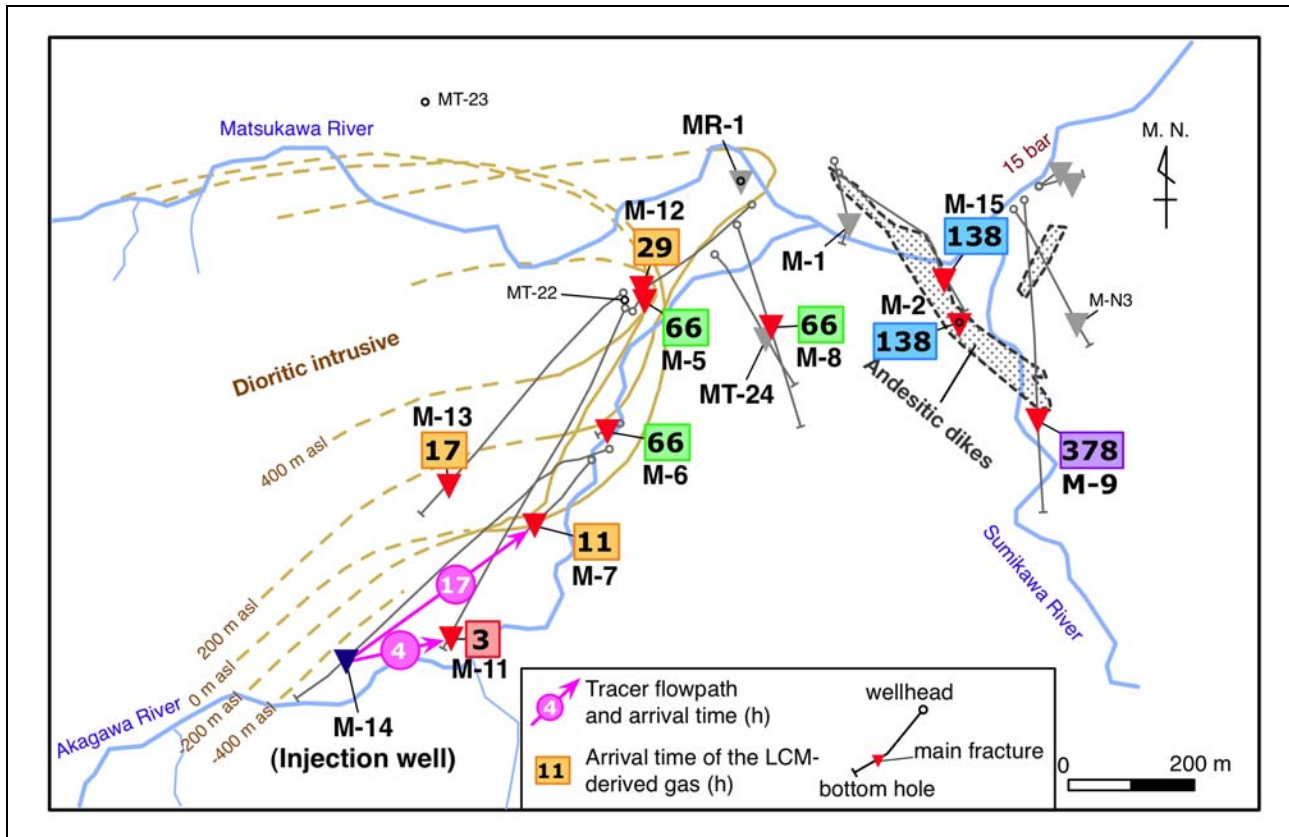 MT-23
Matsukawa River
MR-1
M. N.
15 bar
M-12
29
M-15
138
M-1
MT-22
66
M-5
66
M-8
M-2
138
M-N3
Dioritic intrusive
MT-24
Andesitic dikes
M-13
17
400 m asl
66
M-6
378
M-9
11
M-7
17
Sumikawa River
200 m asl
4
3
M-11
0 m asl
-200 m asl
-400 m asl
Akagawa River
M-14
(Injection well)
4
Tracer flowpath
and arrival time (h)
11
Arrival time of the LCM-
derived gas (h)
wellhead
main fracture
bottom hole
0
200 m